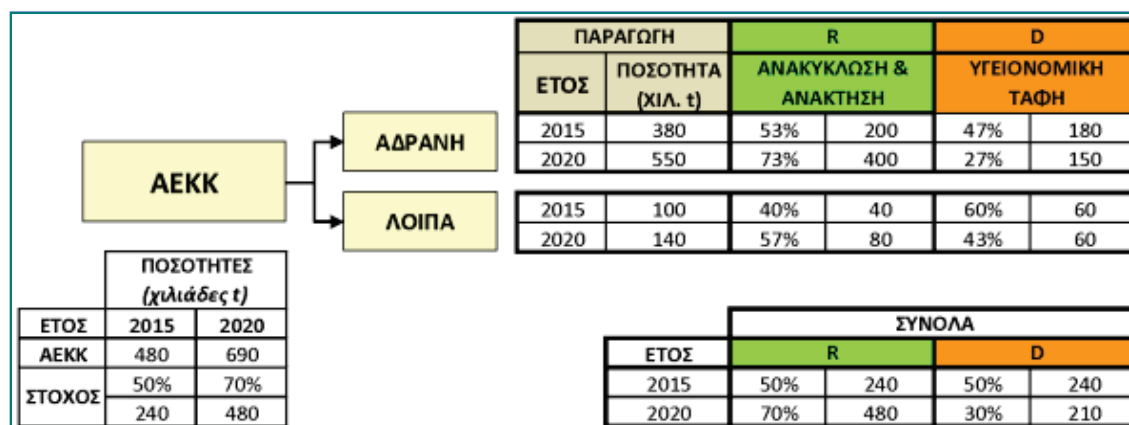 ΠΑΡΑΓΩΓΗ R D
ΕΤΟΣ ΠΟΣΟΤΗΤΑ (ΧΙΛ. t) ΑΝΑΚΥΚΛΩΣΗ & ΑΝΑΚΤΗΣΗ ΥΓΕΙΟΝΟΜΙΚΗ ΤΑΦΗ
ΑΕΚΚ
ΑΔΡΑΝΗ
2015 380 53% 200 47% 180
2020 550 73% 400 27% 150
ΛΟΙΠΑ
2015 100 40% 40 60% 60
2020 140 57% 80 43% 60
ΠΟΣΟΤΗΤΕΣ
(χιλιάδες t)
ΕΤΟΣ 2015 2020
ΑΕΚΚ 480 690
ΣΤΟΧΟΣ 50% 70%
240 480
ΣΥΝΟΛΑ
ΕΤΟΣ R D
2015 50% 240 50% 240
2020 70% 480 30% 210